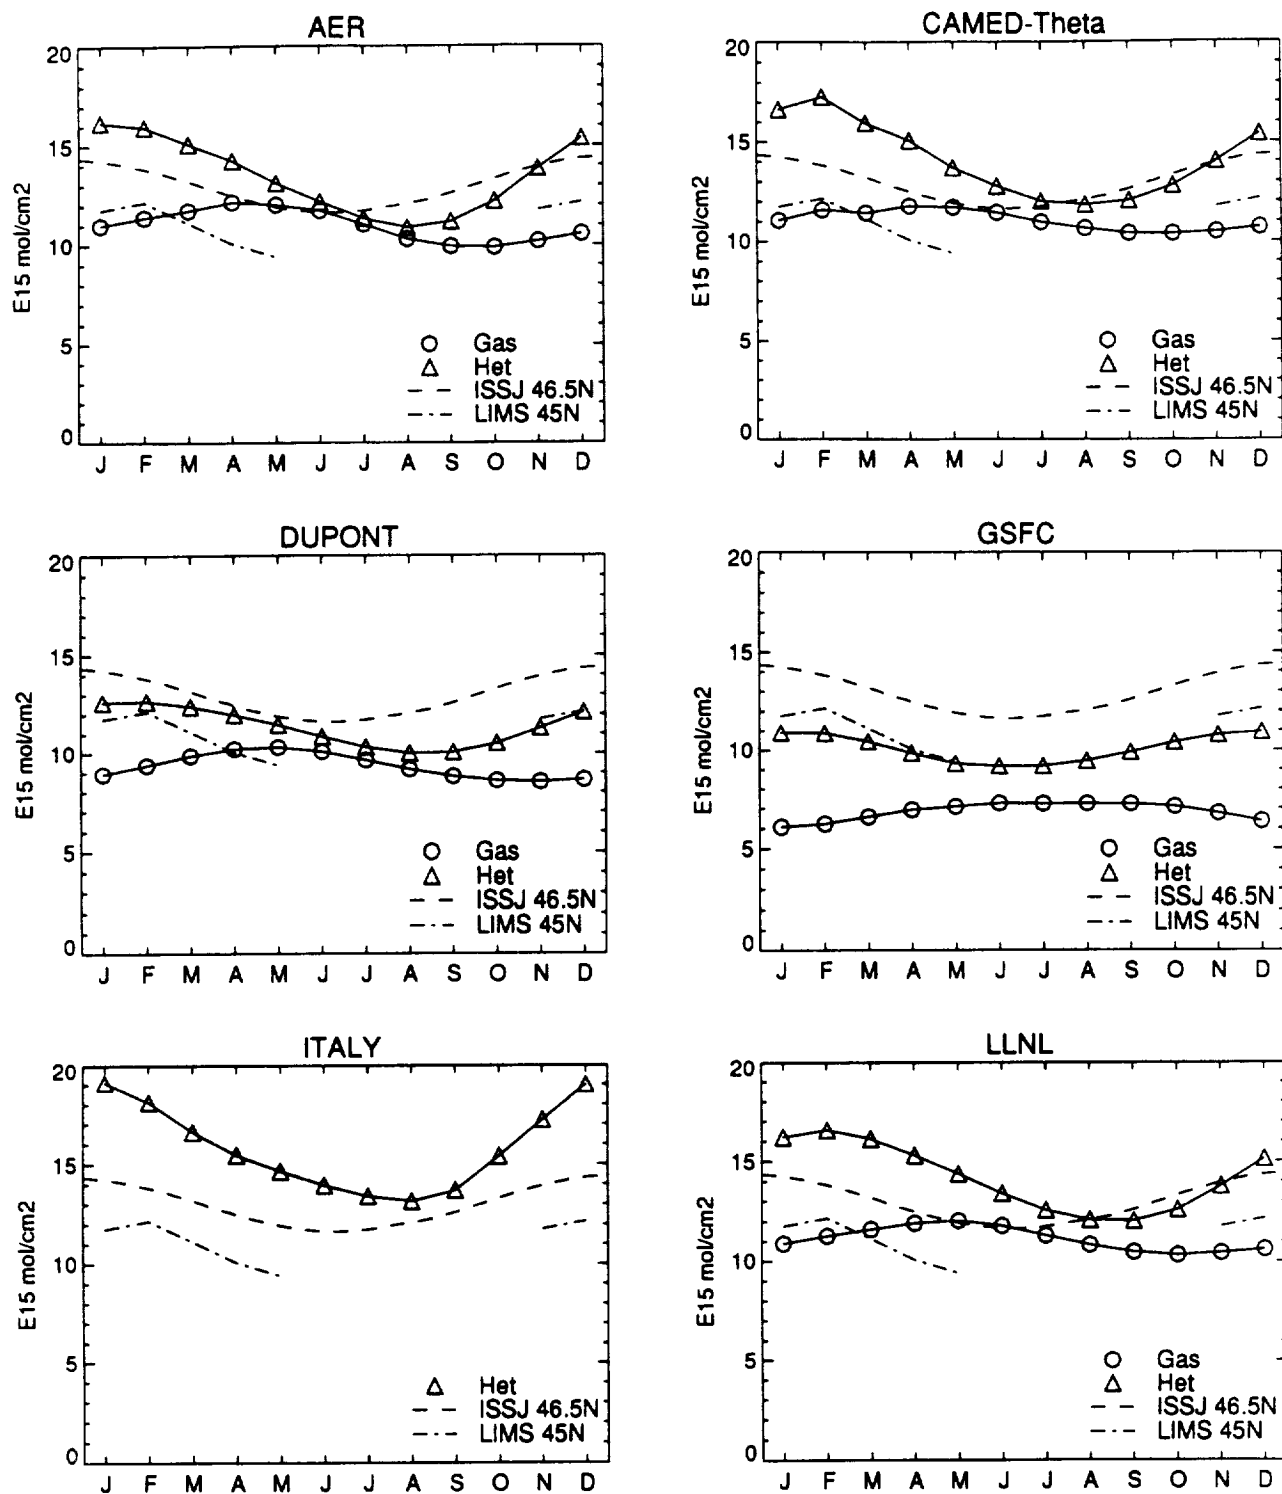 AER
20
15
10
5
0
E15 mol/cm2
Gas
Het
ISSJ 46.5N
LIMS 45N
J F M A M J J A S O N D
CAMED-Theta
20
15
10
5
0
E15 mol/cm2
Gas
Het
ISSJ 46.5N
LIMS 45N
J F M A M J J A S O N D
DUPONT
20
15
10
5
0
E15 mol/cm2
Gas
Het
ISSJ 46.5N
LIMS 45N
J F M A M J J A S O N D
GSFC
20
15
10
5
0
E15 mol/cm2
Gas
Het
ISSJ 46.5N
LIMS 45N
J F M A M J J A S O N D
ITALY
20
15
10
5
0
E15 mol/cm2
Het
ISSJ 46.5N
LIMS 45N
J F M A M J J A S O N D
LLNL
20
15
10
5
0
E15 mol/cm2
Gas
Het
ISSJ 46.5N
LIMS 45N
J F M A M J J A S O N D